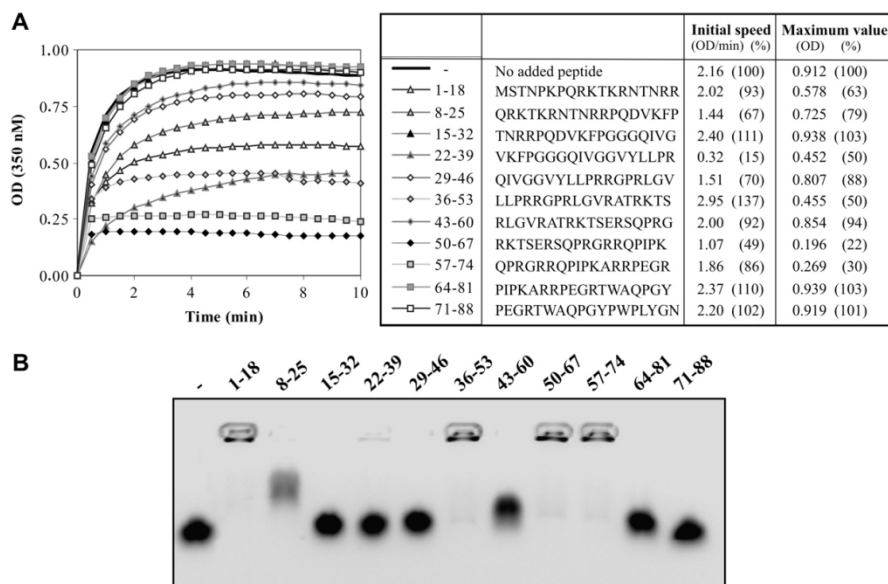 A
OD (350 nM)
1.00
0.75
0.50
0.25
0.00
0 2 4 6 8 10
Time (min)
Initial speed Maximum value
(OD/min) (%) (OD) (%)
- No added peptide 2.16 (100) 0.912 (100)
1-18 MSTNPKPQRKTKRNTNRR 2.02 (93) 0.578 (63)
8-25 QRKTKRNTNRRPQDVKFP 1.44 (67) 0.725 (79)
15-32 TNRRPQDVKFPGGGQIVG 2.40 (111) 0.938 (103)
22-39 VKFPGGGQIVGGVYLLPR 0.32 (15) 0.452 (50)
29-46 QIVGGVYLLPRRGPRLGV 1.51 (70) 0.807 (88)
36-53 LLPRRGPRLGVRATRKTS 2.95 (137) 0.455 (50)
43-60 RLGVRATRKTSERSQPRG 2.00 (92) 0.854 (94)
50-67 RKTSERSQPRGRRQPIPK 1.07 (49) 0.196 (22)
57-74 QPRGRRQPIPKARRPEGR 1.86 (86) 0.269 (30)
64-81 PIPKARRPEGRTWAQPGY 2.37 (110) 0.939 (103)
71-88 PEGRTWAQPGYPWPLYGN 2.20 (102) 0.919 (101)
B
- 1-18 8-25 15-32 22-39 29-46 36-53 43-60 50-67 57-74 64-81 71-88